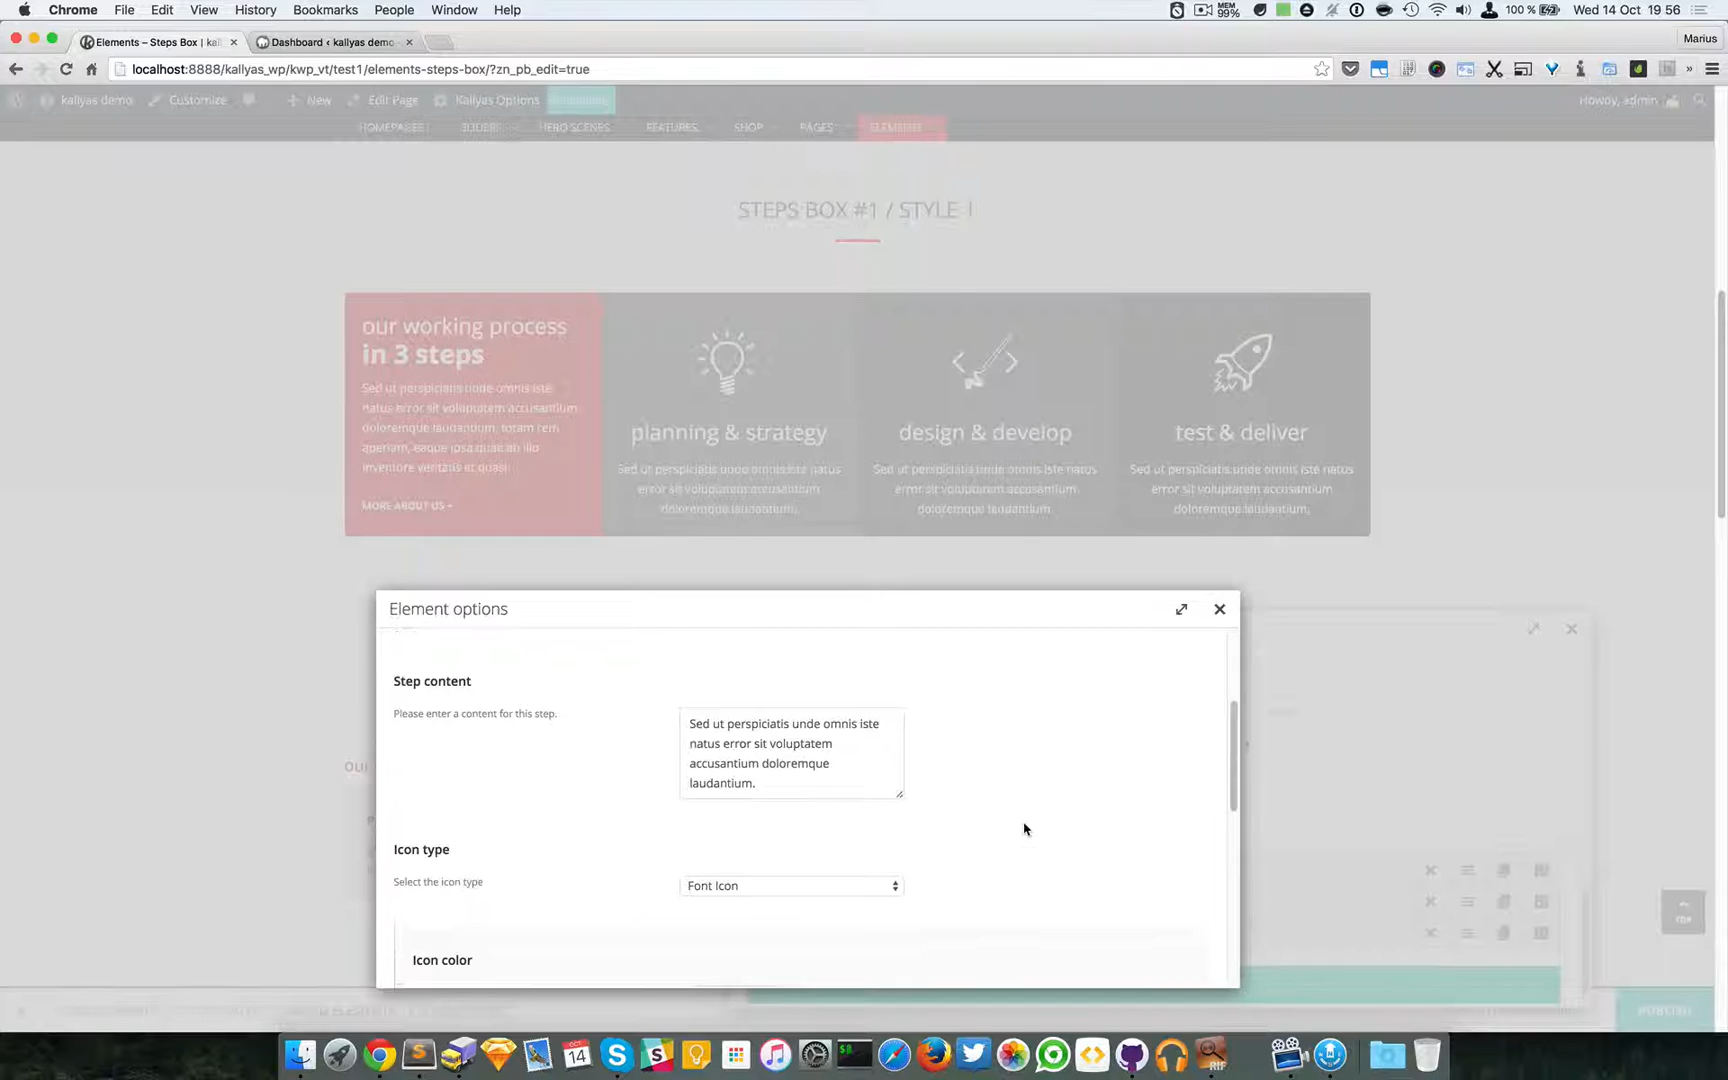 Chrome File Edit View History Bookmarks People Window Help
MEM 99% 100 % Wed 14 Oct 19:56
Elements – Steps Box | kal
Dashboard ‹ kallyas demo
Marius
localhost:8888/kallyas_wp/kwp_vt/test1/elements-steps-box/?zn_pb_edit=true
kallyas demo Customize New Edit Page Kallyas Options Howdy, admin
HOMEPAGES SLIDERS HERO SCENES FEATURES SHOP PAGES ELEMENTS
STEPS BOX #1 / STYLE 1
our working process
in 3 steps
Sed ut perspiciatis unde omnis iste
natus error sit voluptatem accusantium
doloremque laudantium, totam rem
aperiam, eaque ipsa quae ab illo
inventore veritatis et quasi.
MORE ABOUT US
planning & strategy
Sed ut perspiciatis unde omnis iste natus
error sit voluptatem accusantium
doloremque laudantium.
design & develop
Sed ut perspiciatis unde omnis iste natus
error sit voluptatem accusantium
doloremque laudantium.
test & deliver
Sed ut perspiciatis unde omnis iste natus
error sit voluptatem accusantium
doloremque laudantium.
Element options
Step content
Please enter a content for this step.
Sed ut perspiciatis unde omnis iste
natus error sit voluptatem
accusantium doloremque
laudantium.
Icon type
Select the icon type
Font Icon
Icon color
OUR
TOP
PUBLISH
14
RIF